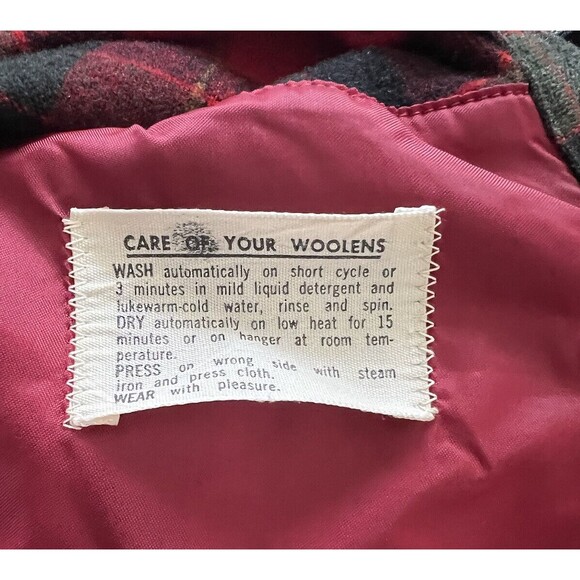 CARE OF YOUR WOOLENS
WASH automatically on short cycle or
3 minutes in mild liquid detergent and
lukewarm-cold water, rinse and spin.
DRY automatically on low heat for 15
minutes or on hanger at room tem-
perature.
PRESS on wrong side with steam
iron and press cloth.
WEAR with pleasure.